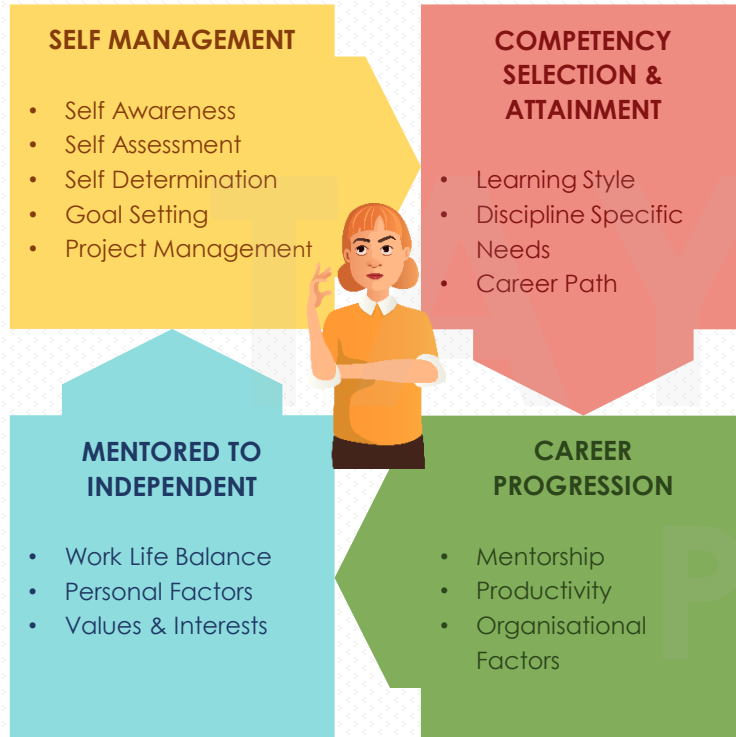 SELF MANAGEMENT
• Self Awareness
• Self Assessment
• Self Determination
• Goal Setting
• Project Management
COMPETENCY
SELECTION &
ATTAINMENT
• Learning Style
• Discipline Specific
Needs
• Career Path
MENTORED TO
INDEPENDENT
• Work Life Balance
• Personal Factors
• Values & Interests
CAREER
PROGRESSION
• Mentorship
• Productivity
• Organisational
Factors